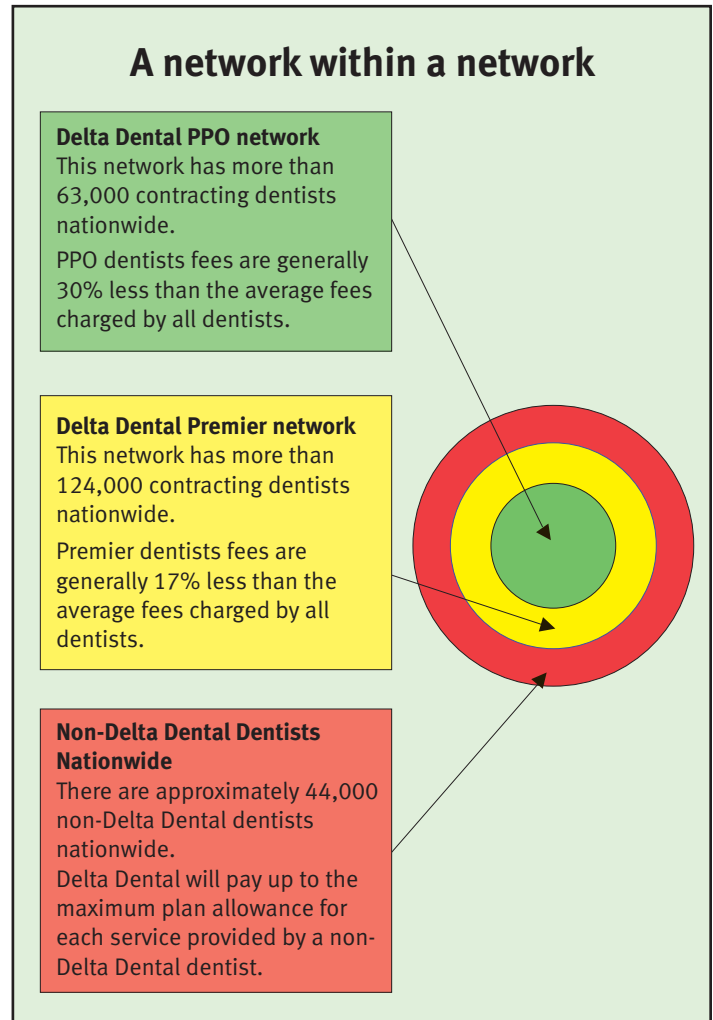 A network within a network
Delta Dental PPO network
This network has more than
63,000 contracting dentists
nationwide.
PPO dentists fees are generally
30% less than the average fees
charged by all dentists.
Delta Dental Premier network
This network has more than
124,000 contracting dentists
nationwide.
Premier dentists fees are
generally 17% less than the
average fees charged by all
dentists.
Non-Delta Dental Dentists
Nationwide
There are approximately 44,000
non-Delta Dental dentists
nationwide.
Delta Dental will pay up to the
maximum plan allowance for
each service provided by a non-
Delta Dental dentist.